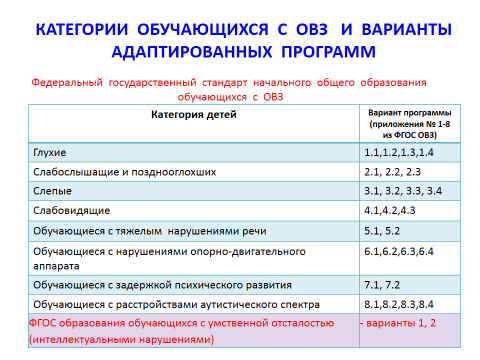 КАТЕГОРИИ ОБУЧАЮЩИХСЯ С ОВЗ И ВАРИАНТЫ
АДАПТИРОВАННЫХ ПРОГРАММ
Федеральный государственный стандарт начального общего образования
обучающихся с ОВЗ
Категория детей
Вариант программы
(приложения № 1-8
из ФГОС ОВЗ)
Глухие 1.1,1.2,1.3,1.4
Слабослышащие и позднооглохших 2.1, 2.2, 2.3
Слепые 3.1, 3.2, 3.3, 3.4
Слабовидящие 4.1,4.2,4.3
Обучающиеся с тяжелым нарушениями речи 5.1, 5.2
Обучающиеся с нарушениями опорно-двигательного 6.1,6.2,6.3,6.4
аппарата
Обучающиеся с задержкой психического развития 7.1, 7.2
Обучающиеся с расстройствами аутистического спектра 8.1,8.2,8.3,8.4
ФГОС образования обучающихся с умственной отсталостью - варианты 1, 2
(интеллектуальными нарушениями)